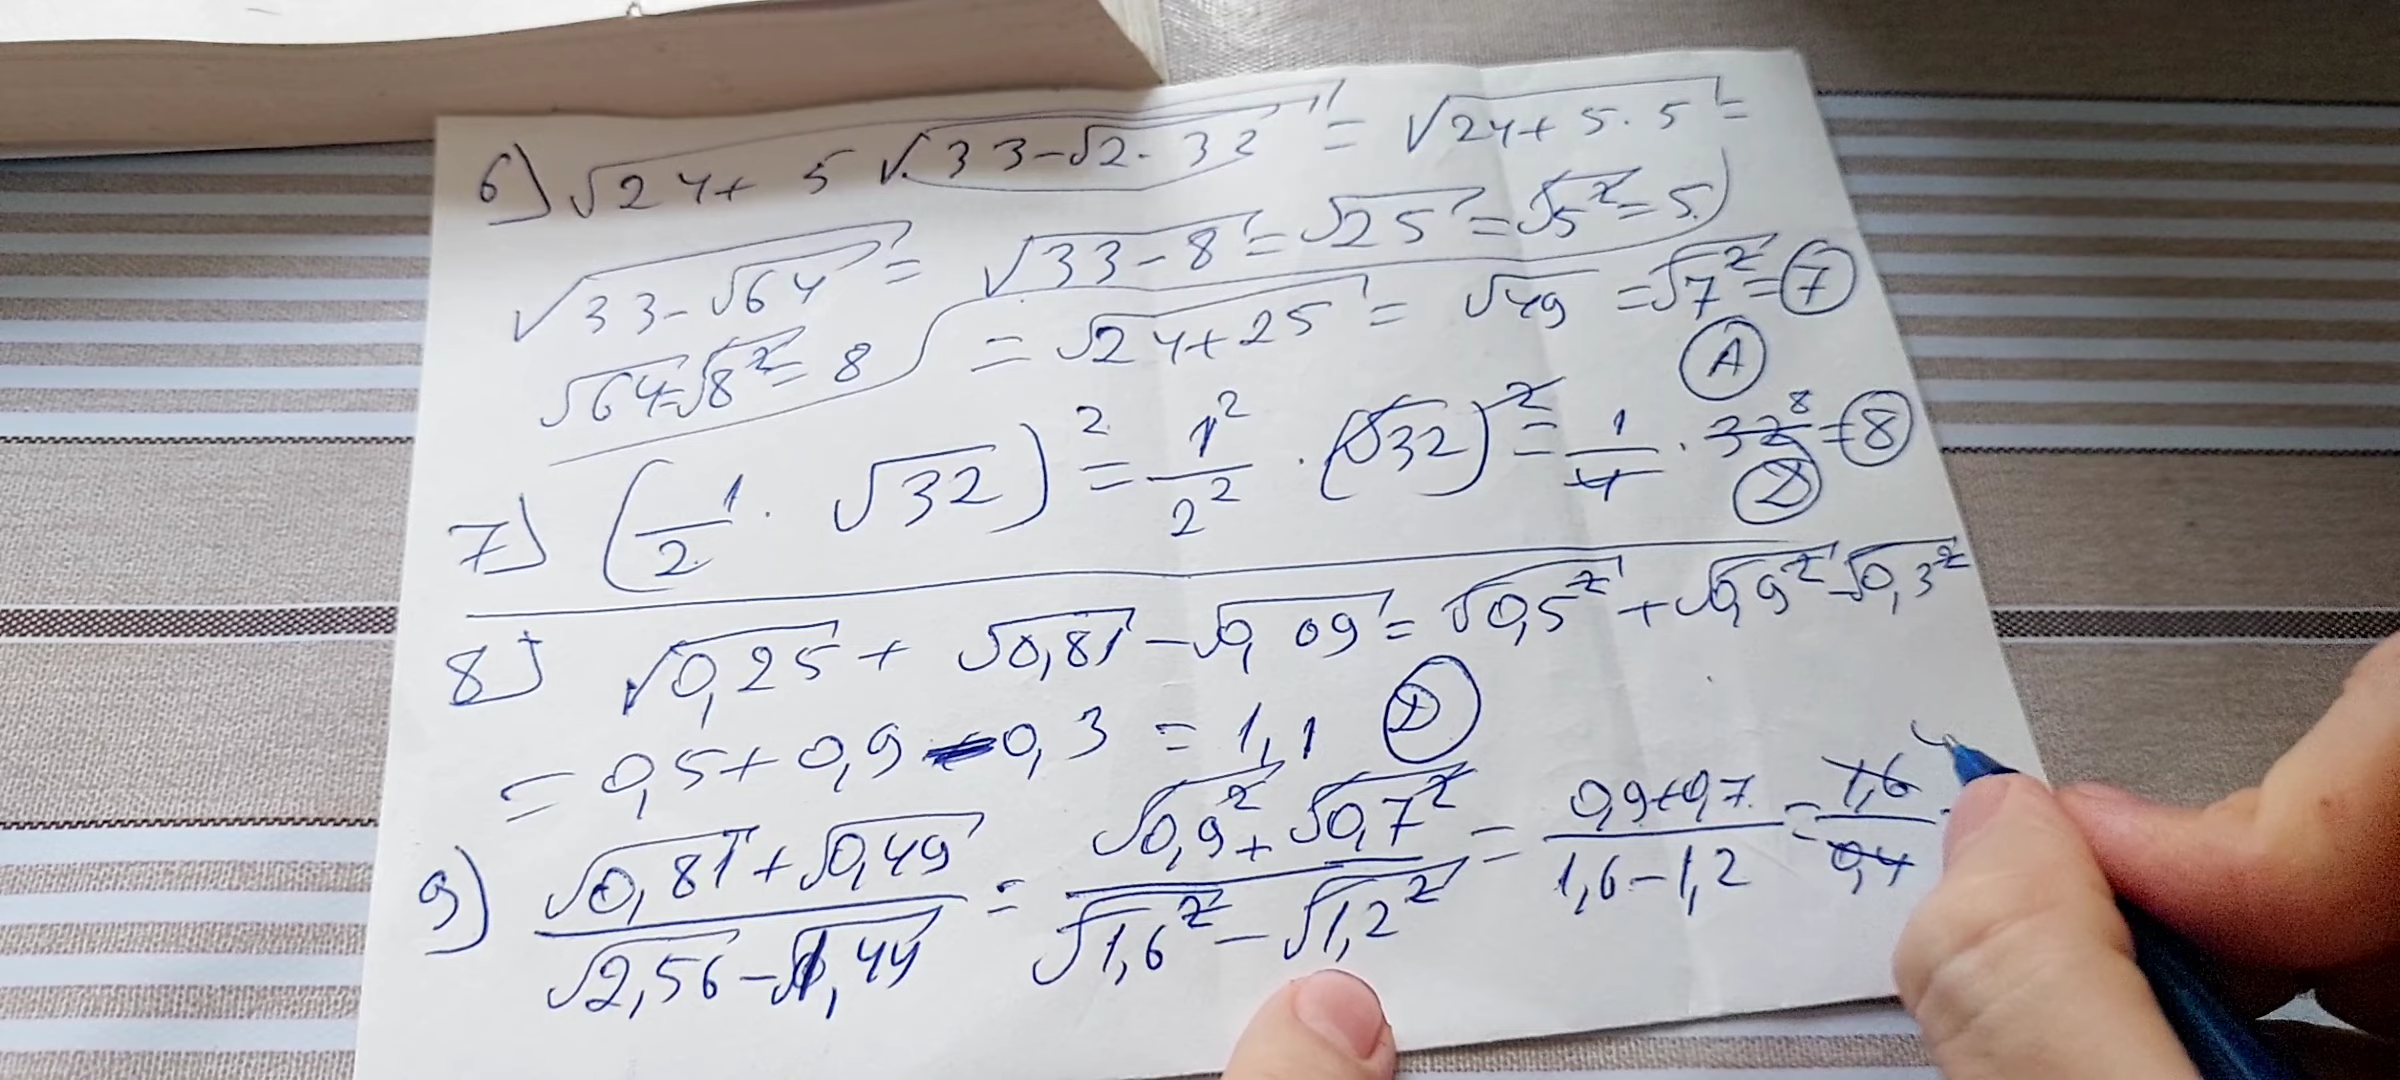 6) √24+5√33-√2·32 = √24+5·5 =
√33-√64 = √33-8 = √25 = √5² = 5
√64=√8²=8 = √24+25 = √49 = √7² = 7
A
7) (1/2 · √32)² = 1²/2² · (√32)² = 1/4 · 32 8 = 8
D
8) √0,25 + √0,81 - √0,09 = √0,5² + √0,9² - √0,3²
= 0,5+0,9-0,3 = 1,1 D
9) √0,81+√0,49 / √2,56-√1,44 = √0,9²+√0,7² / √1,6²-√1,2² = 0,9+0,7 / 1,6-1,2 = 1,6 / 0,4